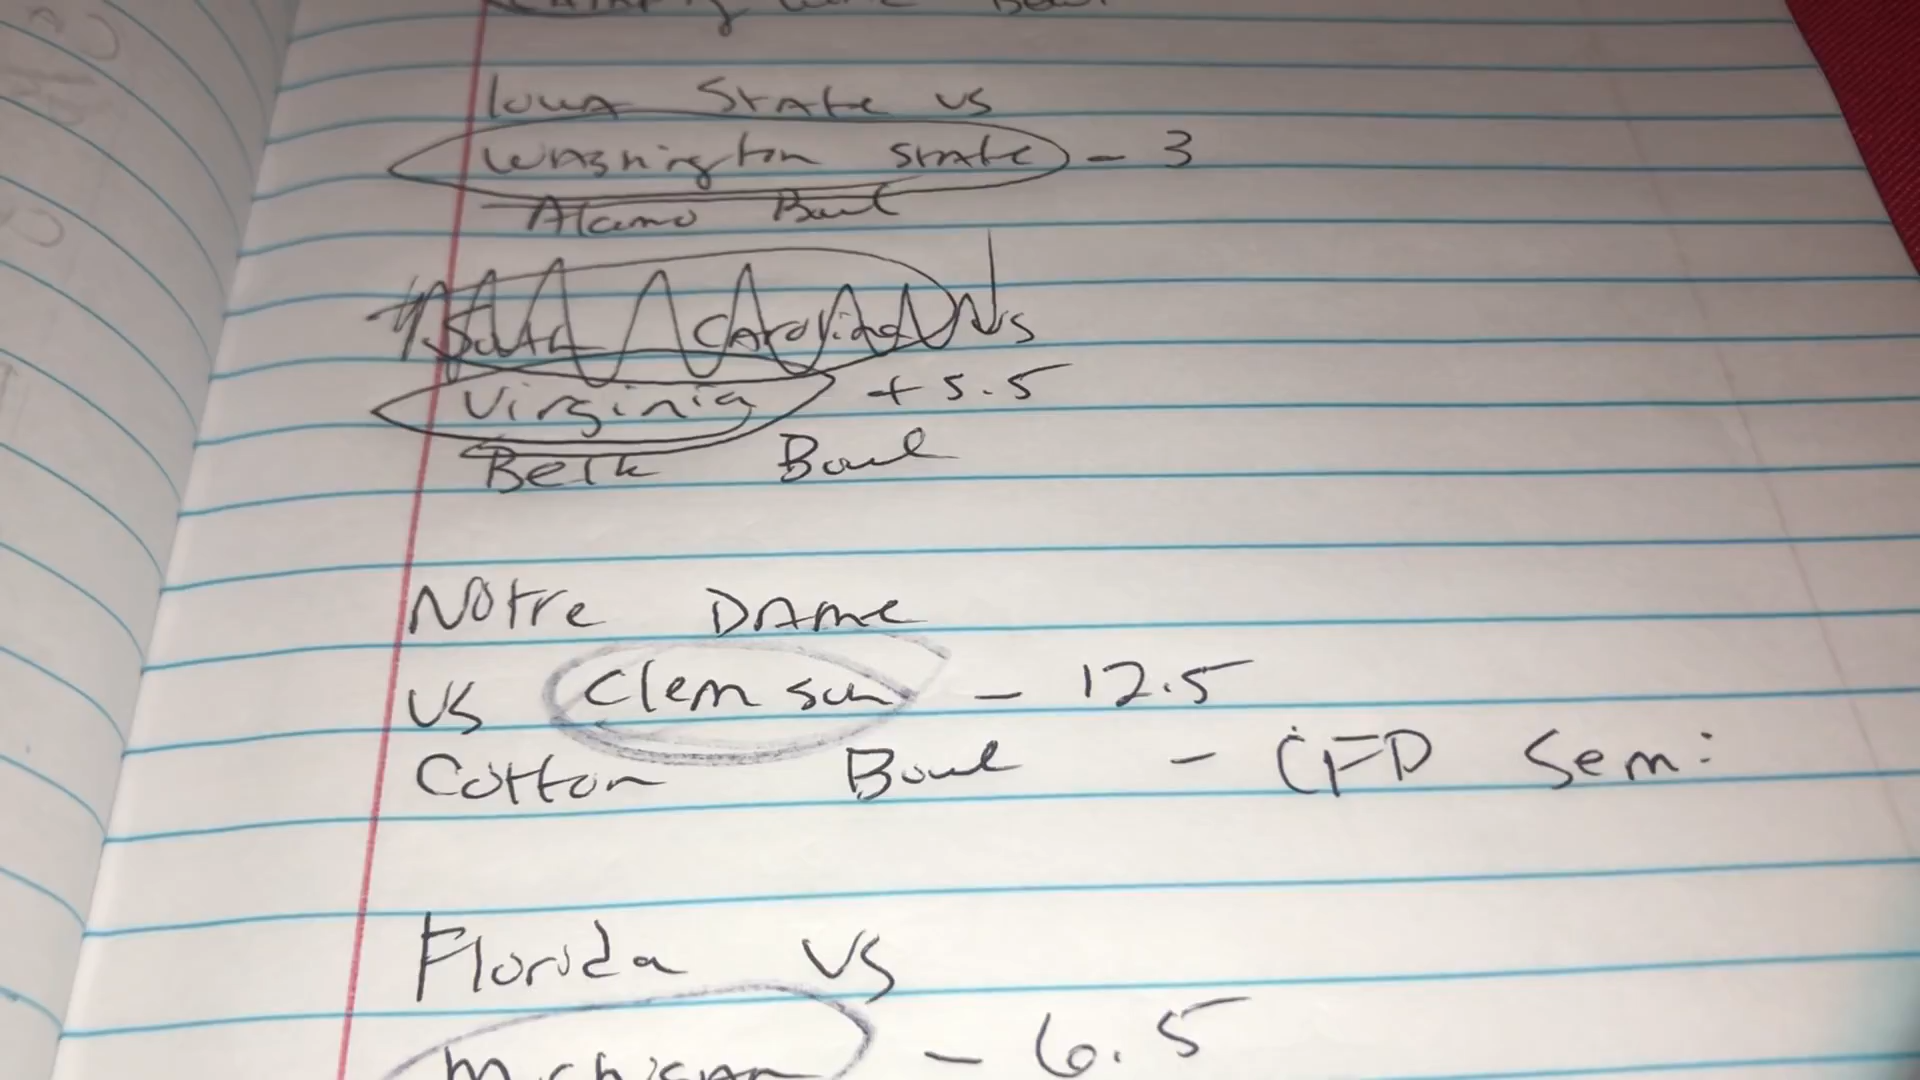 Iowa State vs
Washington State - 3
Alamo Bowl
South Carolina Vs
Virginia + 5.5
Belk Bowl
Notre Dame
vs Clemson - 12.5
Cotton Bowl - CFP Semi
Florida vs
Michigan - 6.5